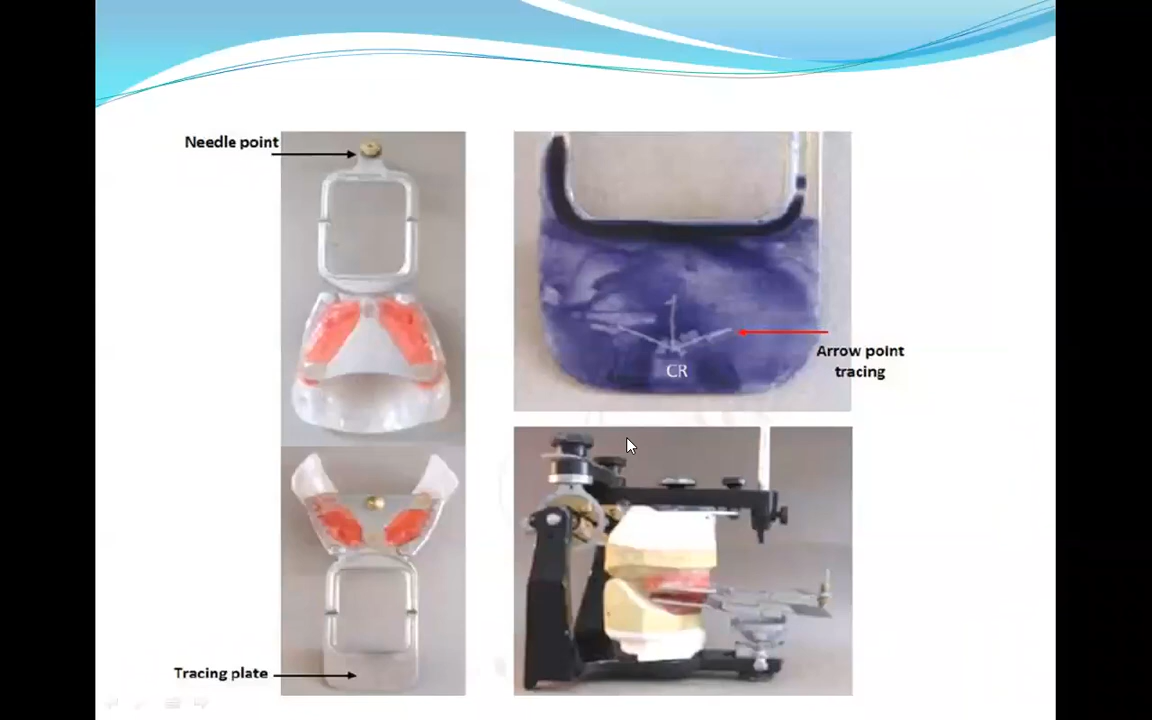 Needle point
Arrow point
tracing
CR
Tracing plate